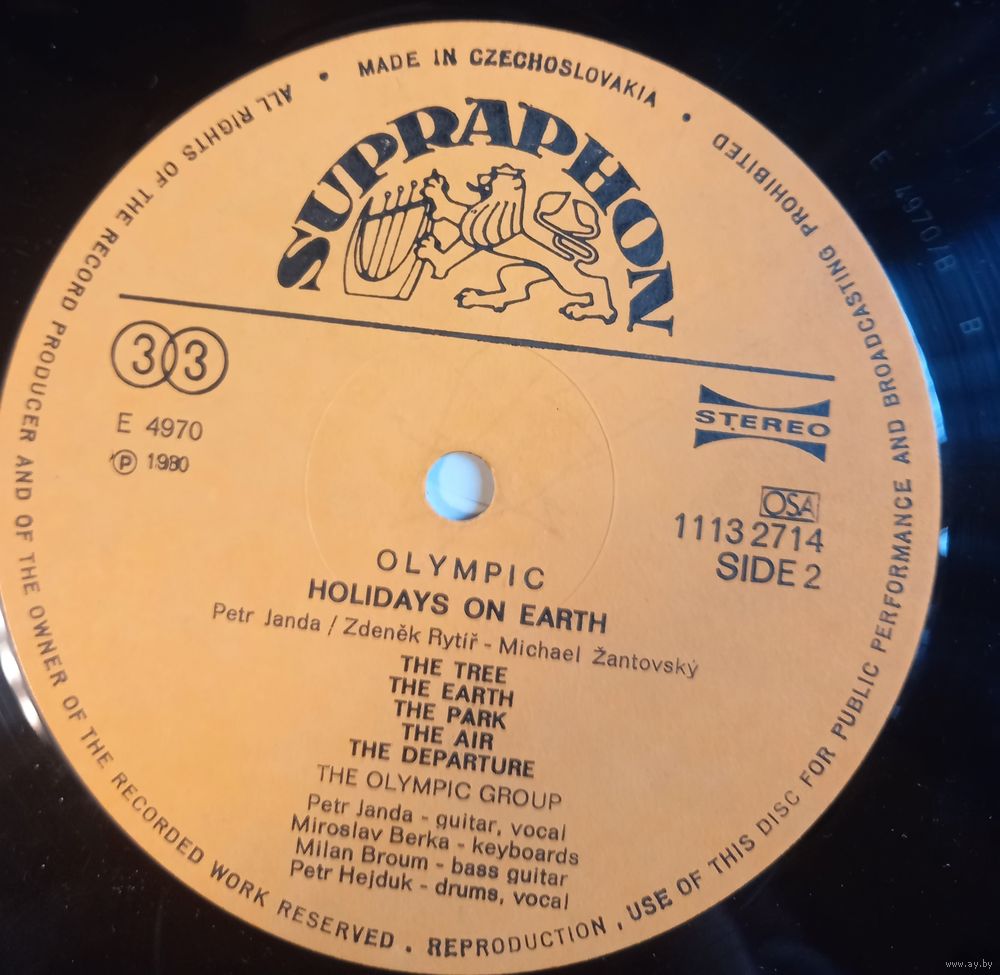 MADE IN CZECHOSLOVAKIA
SUPRAPHON
33
E 4970
Ⓟ 1980
STEREO
OSA
1113 2714
SIDE 2
OLYMPIC
HOLIDAYS ON EARTH
Petr Janda / Zdeněk Rytíř - Michael Žantovský
THE TREE
THE EARTH
THE PARK
THE AIR
THE DEPARTURE
THE OLYMPIC GROUP
Petr Janda - guitar, vocal
Miroslav Berka - keyboards
Milan Broum - bass guitar
Petr Hejduk - drums, vocal
ALL RIGHTS OF THE RECORD PRODUCER AND OF THE OWNER OF THE RECORDED WORK RESERVED . REPRODUCTION , USE OF THIS DISC FOR PUBLIC PERFORMANCE AND BROADCASTING PROHIBITED
E 4970/B B
www.ay.by